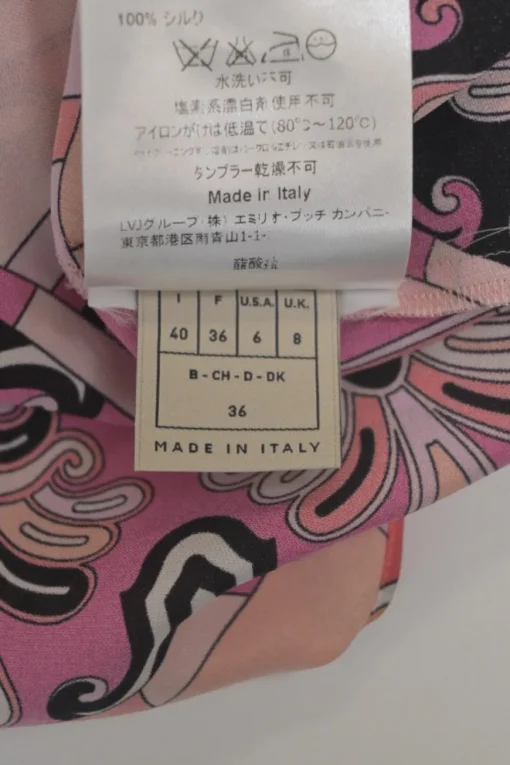 100% シルク
水洗い不可
塩素系漂白剤使用不可
アイロンがけは低温で(80°C～120°C)
タンブラー乾燥不可
Made in Italy
LVJグループ(株) エミリオ・プッチ カンパニー
東京都港区南青山1-1-
I F U.S.A. U.K.
40 36 6 8
B - CH - D - DK
36
MADE IN ITALY